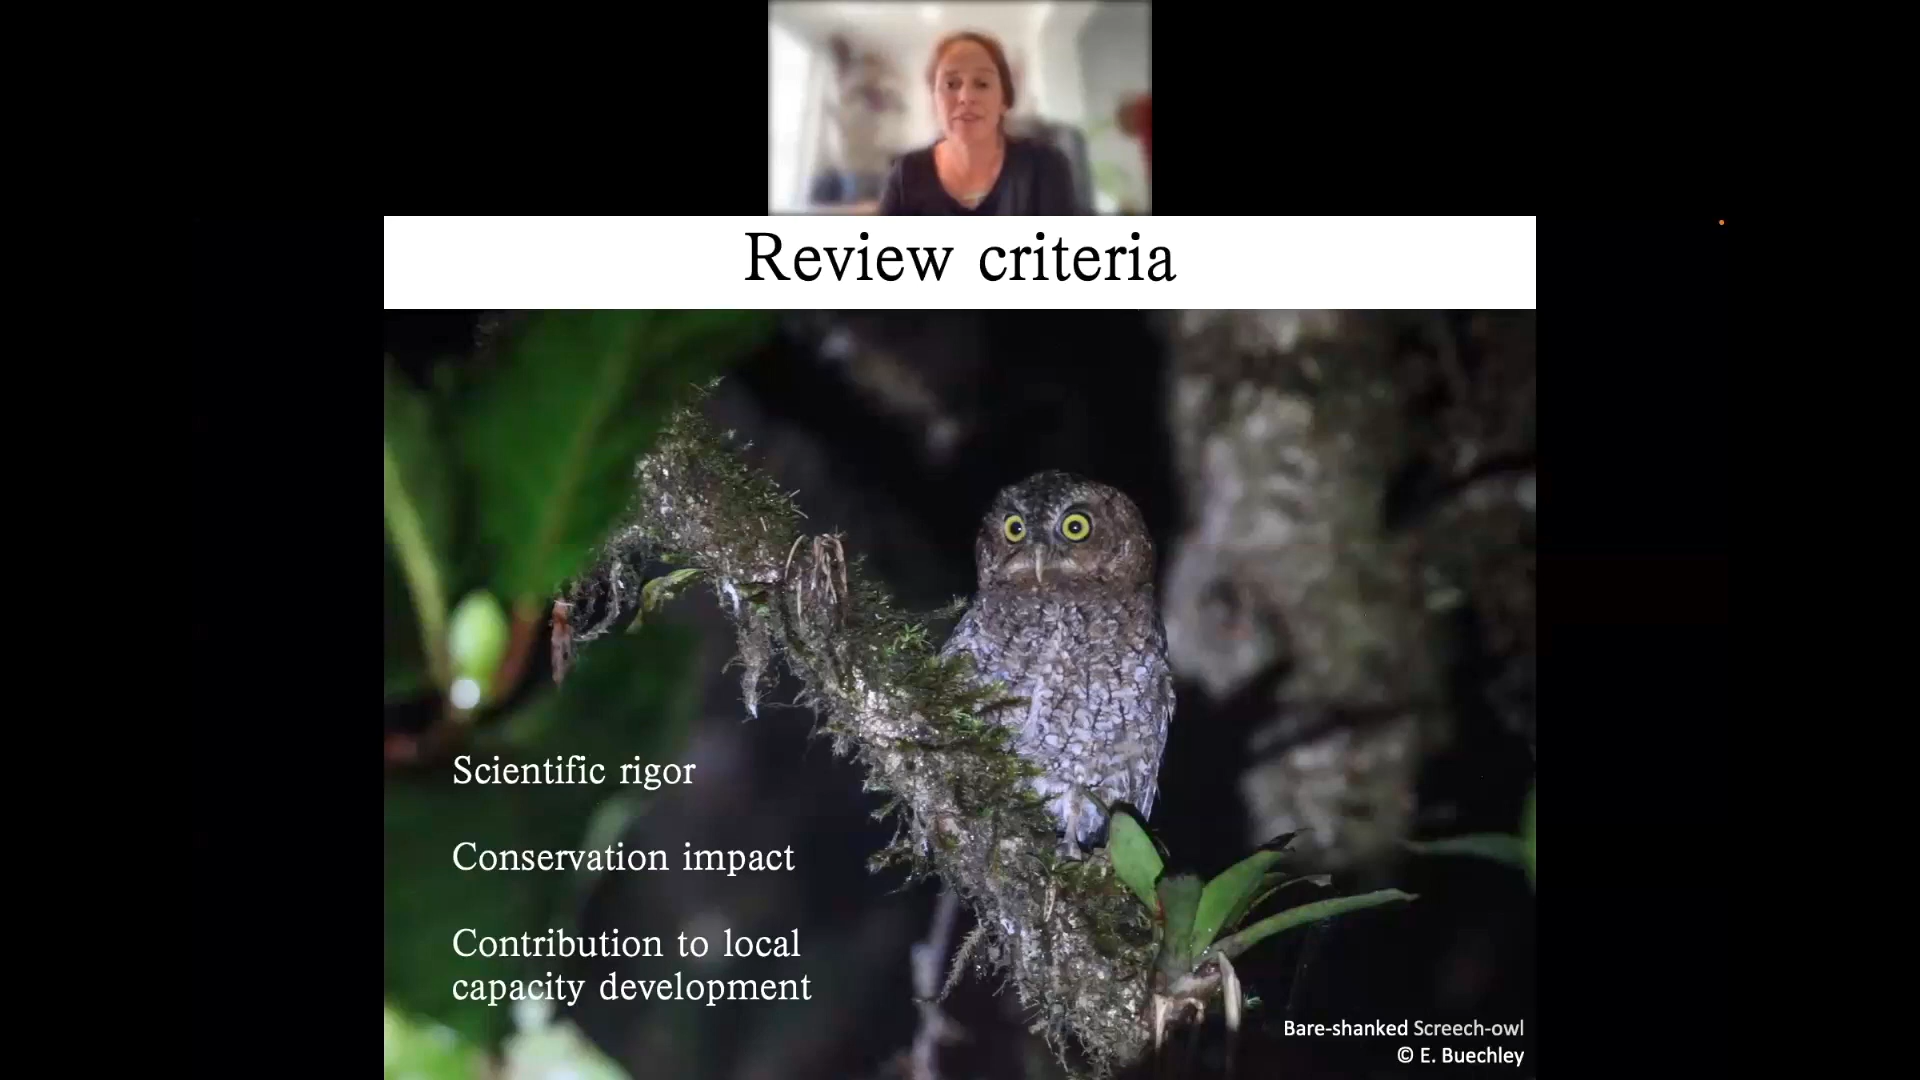 Review criteria
Scientific rigor
Conservation impact
Contribution to local
capacity development
Bare-shanked Screech-owl
© E. Buechley